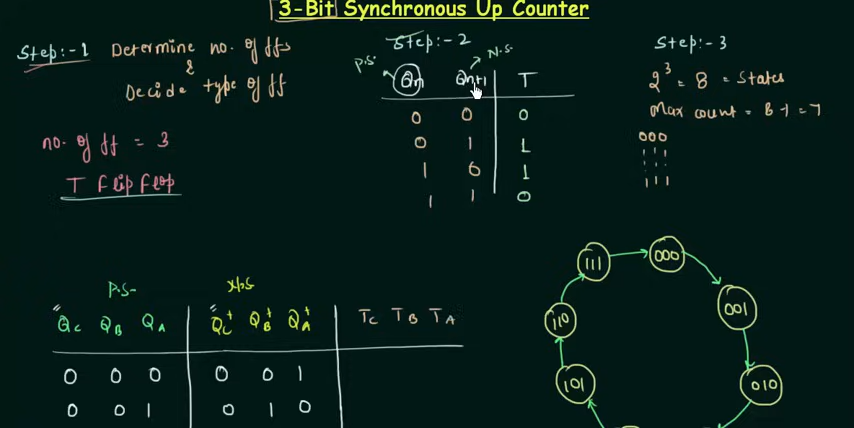 3-Bit Synchronous Up Counter
Step:-1 Determine no. of ffs
&
Decide type of ff
no. of ff = 3
T flip flop
Step:-2
P.S. N.S.
Qn Qn+1 T
0 0 0
0 1 1
1 0 1
1 1 0
Step:-3
2³ = 8 = States
Max count = 8-1 = 7
000
111
P.S. N.S
QC QB QA QC+ QB+ QA+ TC TB TA
0 0 0 0 0 1
0 0 1 0 1 0
111 000
110 001
101 010